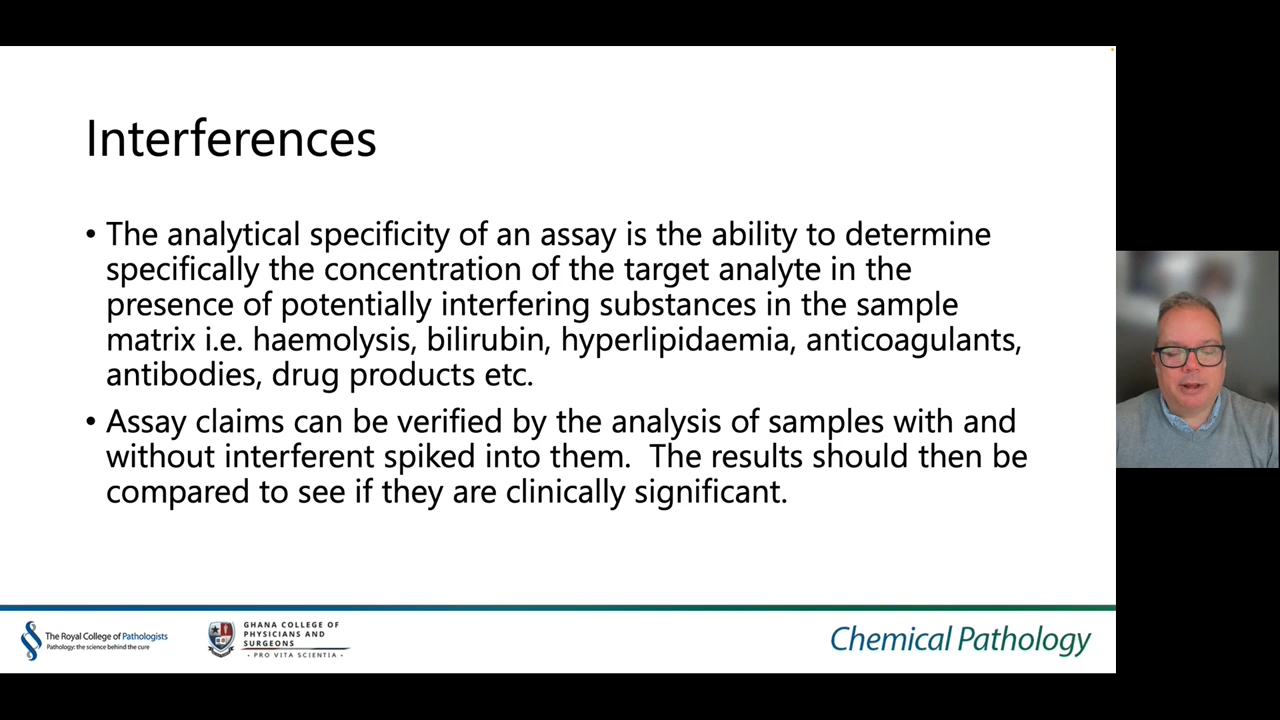 Interferences
• The analytical specificity of an assay is the ability to determine
specifically the concentration of the target analyte in the
presence of potentially interfering substances in the sample
matrix i.e. haemolysis, bilirubin, hyperlipidaemia, anticoagulants,
antibodies, drug products etc.
• Assay claims can be verified by the analysis of samples with and
without interferent spiked into them.  The results should then be
compared to see if they are clinically significant.
The Royal College of Pathologists
Pathology: the science behind the cure
GHANA COLLEGE OF
PHYSICIANS AND
SURGEONS
• PRO VITA SCIENTIA •
Chemical Pathology